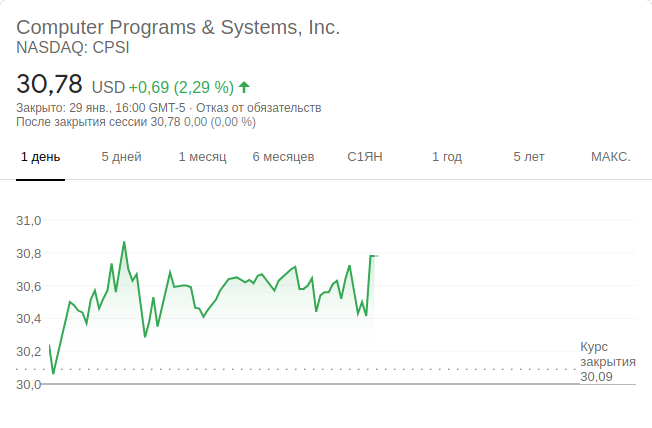 Computer Programs & Systems, Inc.
NASDAQ: CPSI
30,78 USD +0,69 (2,29 %)
Закрыто: 29 янв., 16:00 GMT-5 · Отказ от обязательств
После закрытия сессии 30,78 0,00 (0,00 %)
1 день 5 дней 1 месяц 6 месяцев С1ЯН 1 год 5 лет МАКС.
31,0
30,8
30,6
30,4
30,2
30,0
Курс
закрытия
30,09